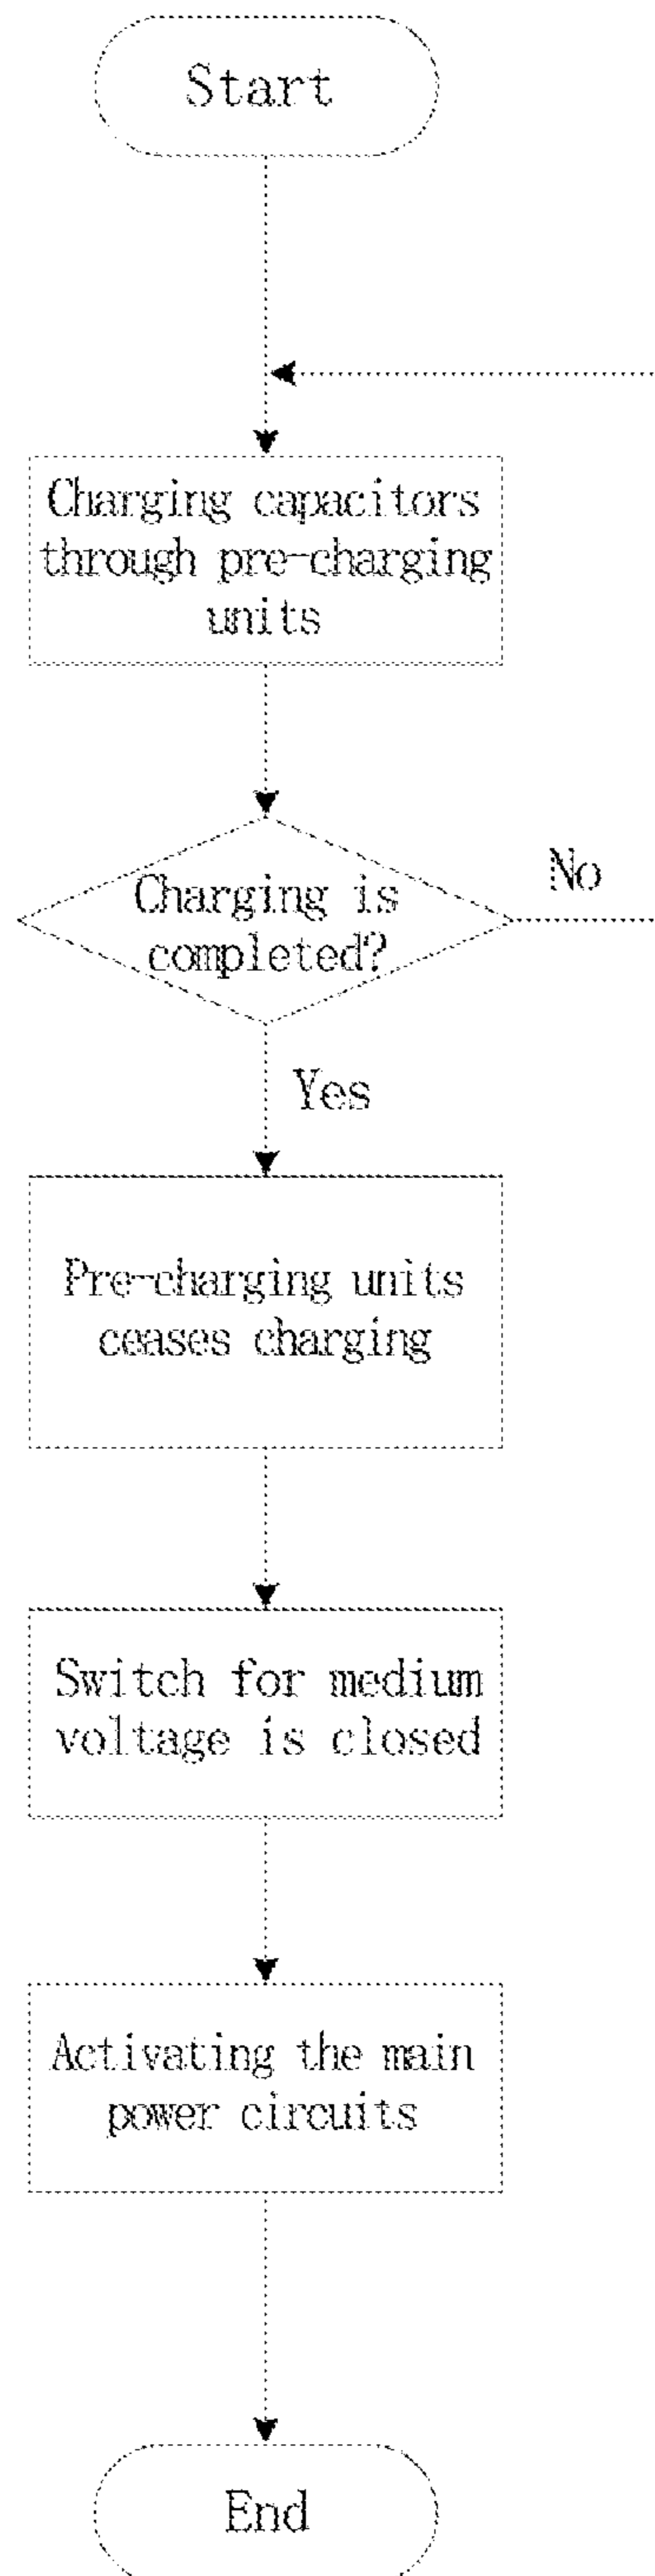 Start
Charging capacitors
through pre-charging
units
Charging is
completed?
No
Yes
Pre-charging units
ceases charging
Switch for medium
voltage is closed
Activating the main
power circuits
End